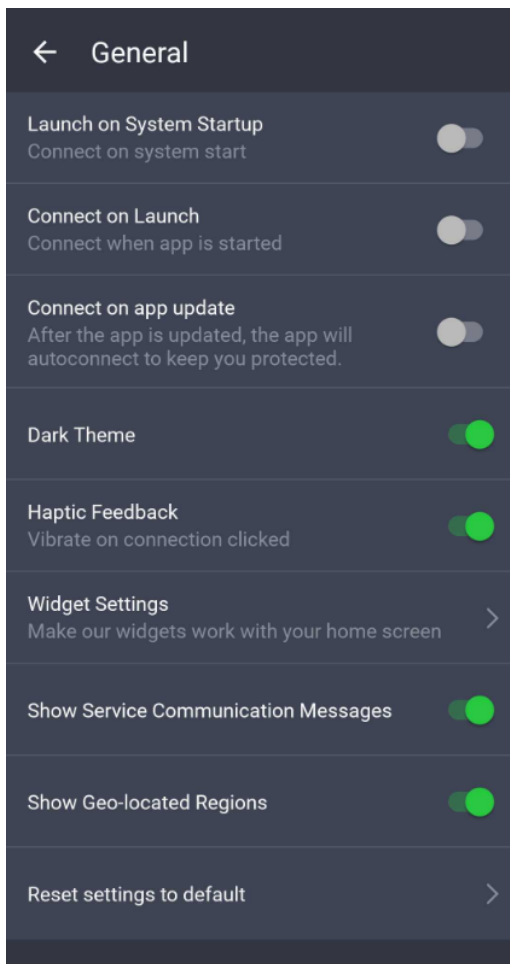 General
Launch on System Startup
Connect on system start
Connect on Launch
Connect when app is started
Connect on app update
After the app is updated, the app will
autoconnect to keep you protected.
Dark Theme
Haptic Feedback
Vibrate on connection clicked
Widget Settings
Make our widgets work with your home screen
Show Service Communication Messages
Show Geo-located Regions
Reset settings to default